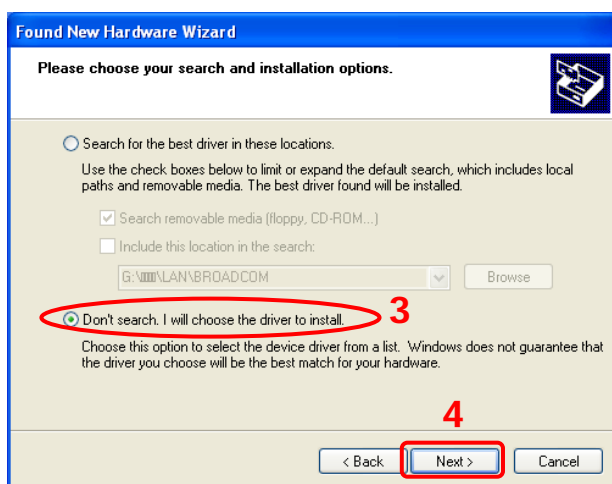 Found New Hardware Wizard
Please choose your search and installation options.
Search for the best driver in these locations.
Use the check boxes below to limit or expand the default search, which includes local
paths and removable media. The best driver found will be installed.
Search removable media (floppy, CD-ROM...)
Include this location in the search:
\LAN\BROADCOM
Browse
Don't search. I will choose the driver to install.
3
Choose this option to select the device driver from a list. Windows does not guarantee that
the driver you choose will be the best match for your hardware.
4
< Back
Next >
Cancel